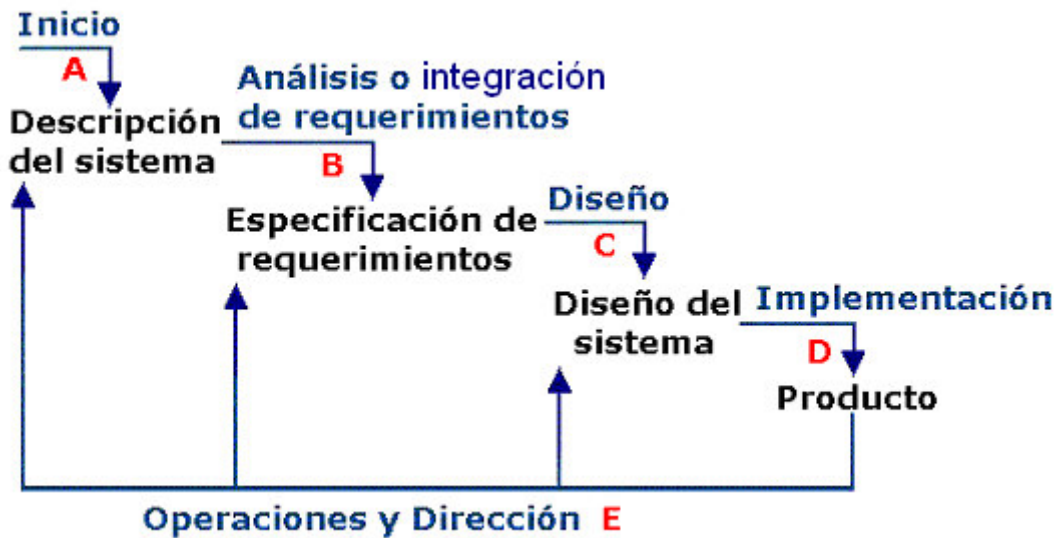 Inicio
A
Análisis o integración
de requerimientos
Descripción
del sistema
B
Diseño
Especificación de
requerimientos
C
Implementación
Diseño del
sistema
D
Producto
Operaciones y Dirección E